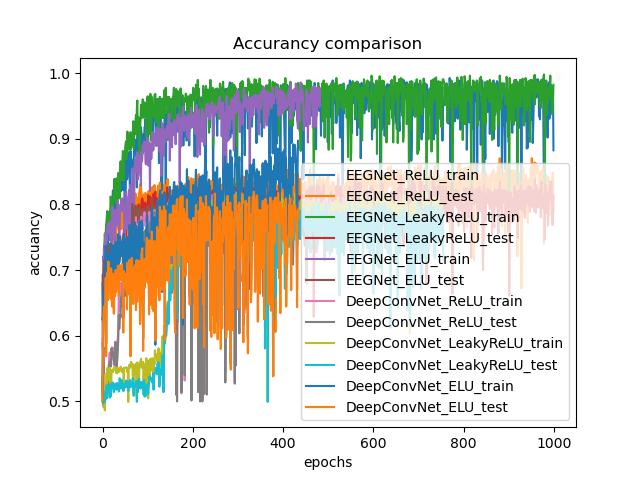 Accurancy comparison
accuancy
1.0
0.9
0.8
0.7
0.6
0.5
EEGNet_ReLU_train
EEGNet_ReLU_test
EEGNet_LeakyReLU_train
EEGNet_LeakyReLU_test
EEGNet_ELU_train
EEGNet_ELU_test
DeepConvNet_ReLU_train
DeepConvNet_ReLU_test
DeepConvNet_LeakyReLU_train
DeepConvNet_LeakyReLU_test
DeepConvNet_ELU_train
DeepConvNet_ELU_test
0 200 400 600 800 1000
epochs